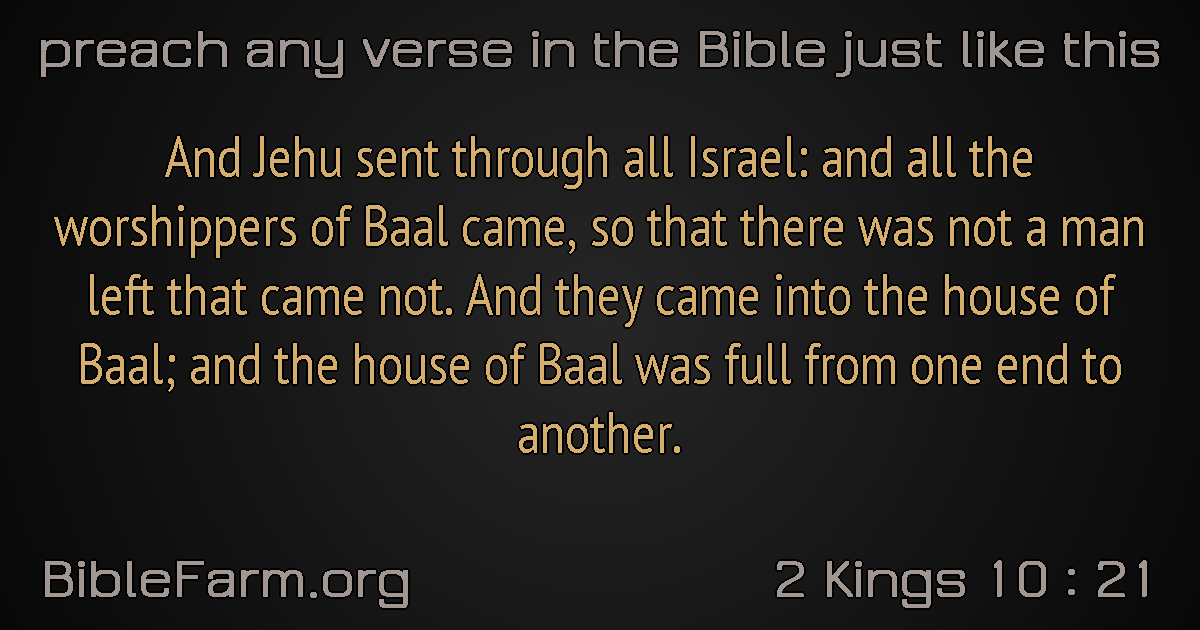 preach any verse in the Bible just like this
And Jehu sent through all Israel: and all the
worshippers of Baal came, so that there was not a man
left that came not. And they came into the house of
Baal; and the house of Baal was full from one end to
another.
BibleFarm.org
2 Kings 10 : 21